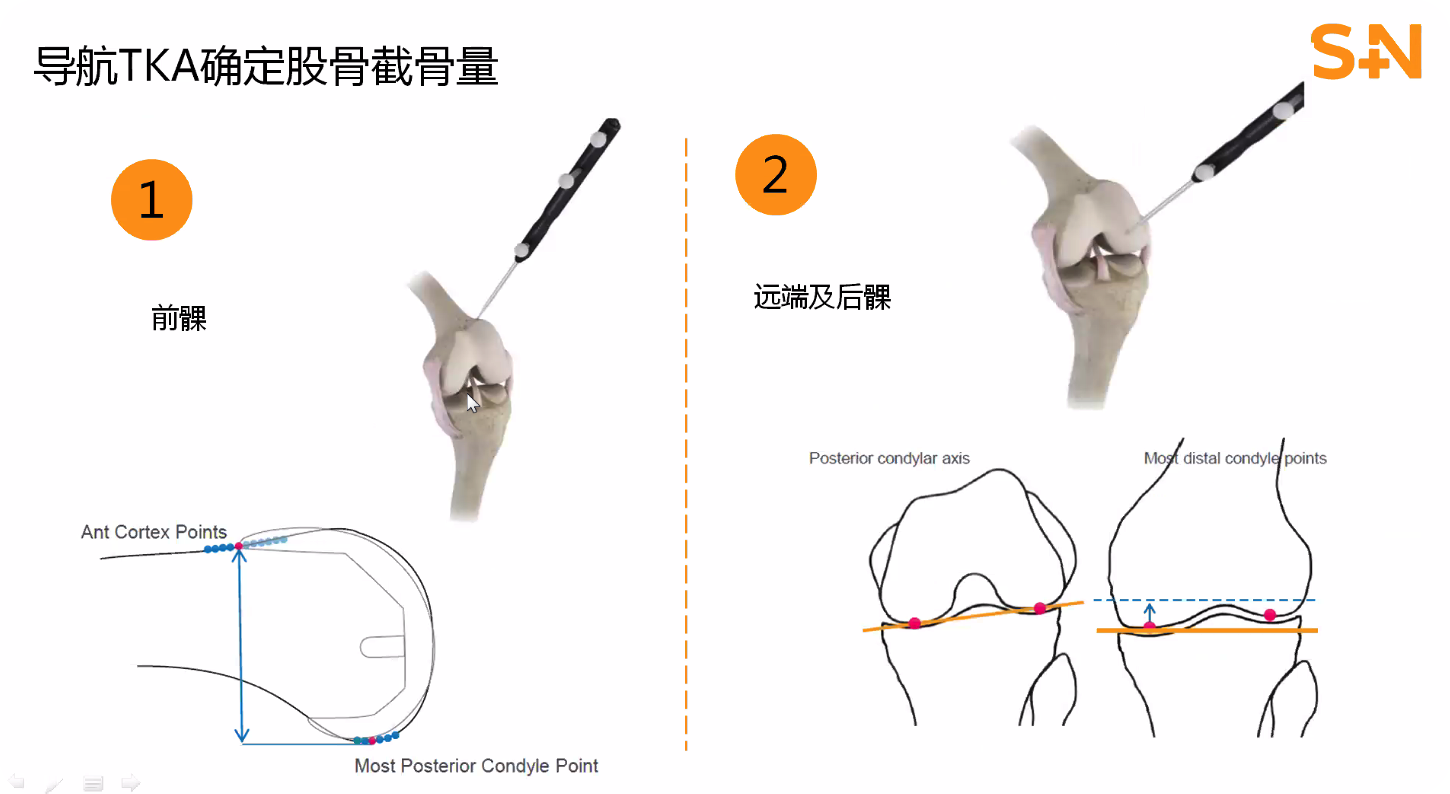 导航TKA确定股骨截骨量
S+N
1
前髁
Ant Cortex Points
Most Posterior Condyle Point
2
远端及后髁
Posterior condylar axis
Most distal condyle points